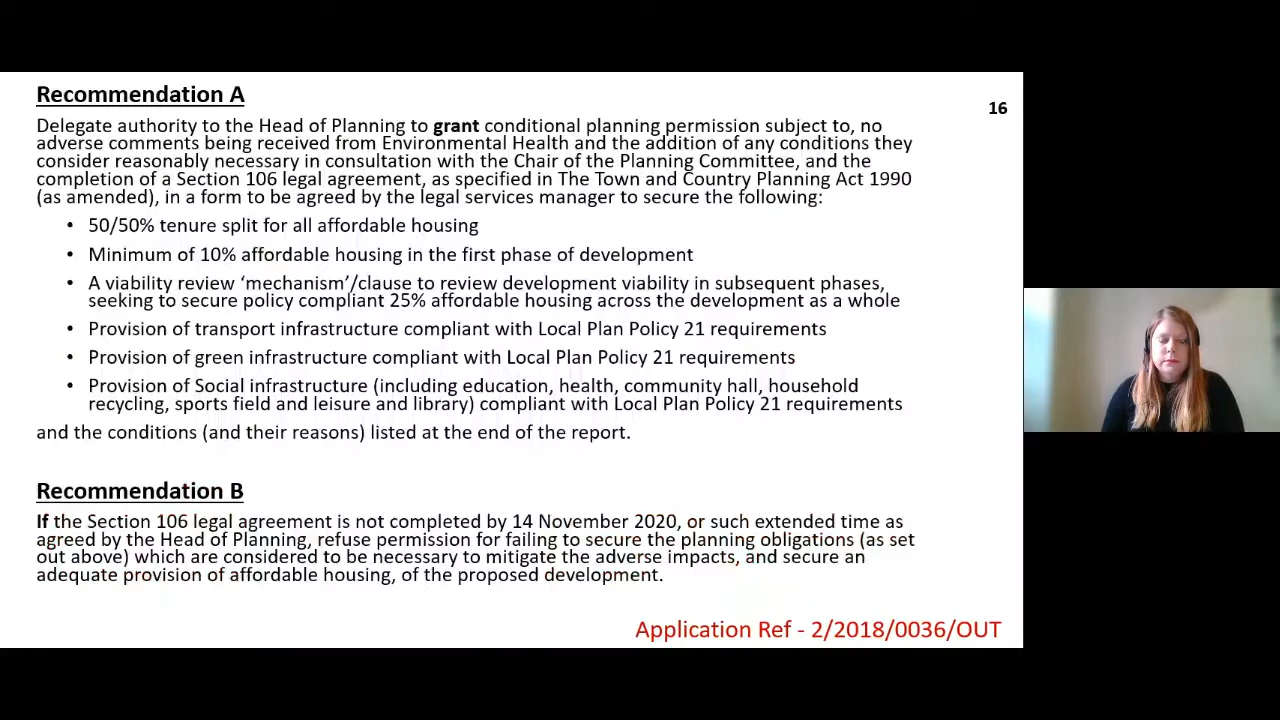 Recommendation A
16
Delegate authority to the Head of Planning to grant conditional planning permission subject to, no
adverse comments being received from Environmental Health and the addition of any conditions they
consider reasonably necessary in consultation with the Chair of the Planning Committee, and the
completion of a Section 106 legal agreement, as specified in The Town and Country Planning Act 1990
(as amended), in a form to be agreed by the legal services manager to secure the following:
• 50/50% tenure split for all affordable housing
• Minimum of 10% affordable housing in the first phase of development
• A viability review ‘mechanism’/clause to review development viability in subsequent phases,
seeking to secure policy compliant 25% affordable housing across the development as a whole
• Provision of transport infrastructure compliant with Local Plan Policy 21 requirements
• Provision of green infrastructure compliant with Local Plan Policy 21 requirements
• Provision of Social infrastructure (including education, health, community hall, household
recycling, sports field and leisure and library) compliant with Local Plan Policy 21 requirements
and the conditions (and their reasons) listed at the end of the report.
Recommendation B
If the Section 106 legal agreement is not completed by 14 November 2020, or such extended time as
agreed by the Head of Planning, refuse permission for failing to secure the planning obligations (as set
out above) which are considered to be necessary to mitigate the adverse impacts, and secure an
adequate provision of affordable housing, of the proposed development.
Application Ref - 2/2018/0036/OUT